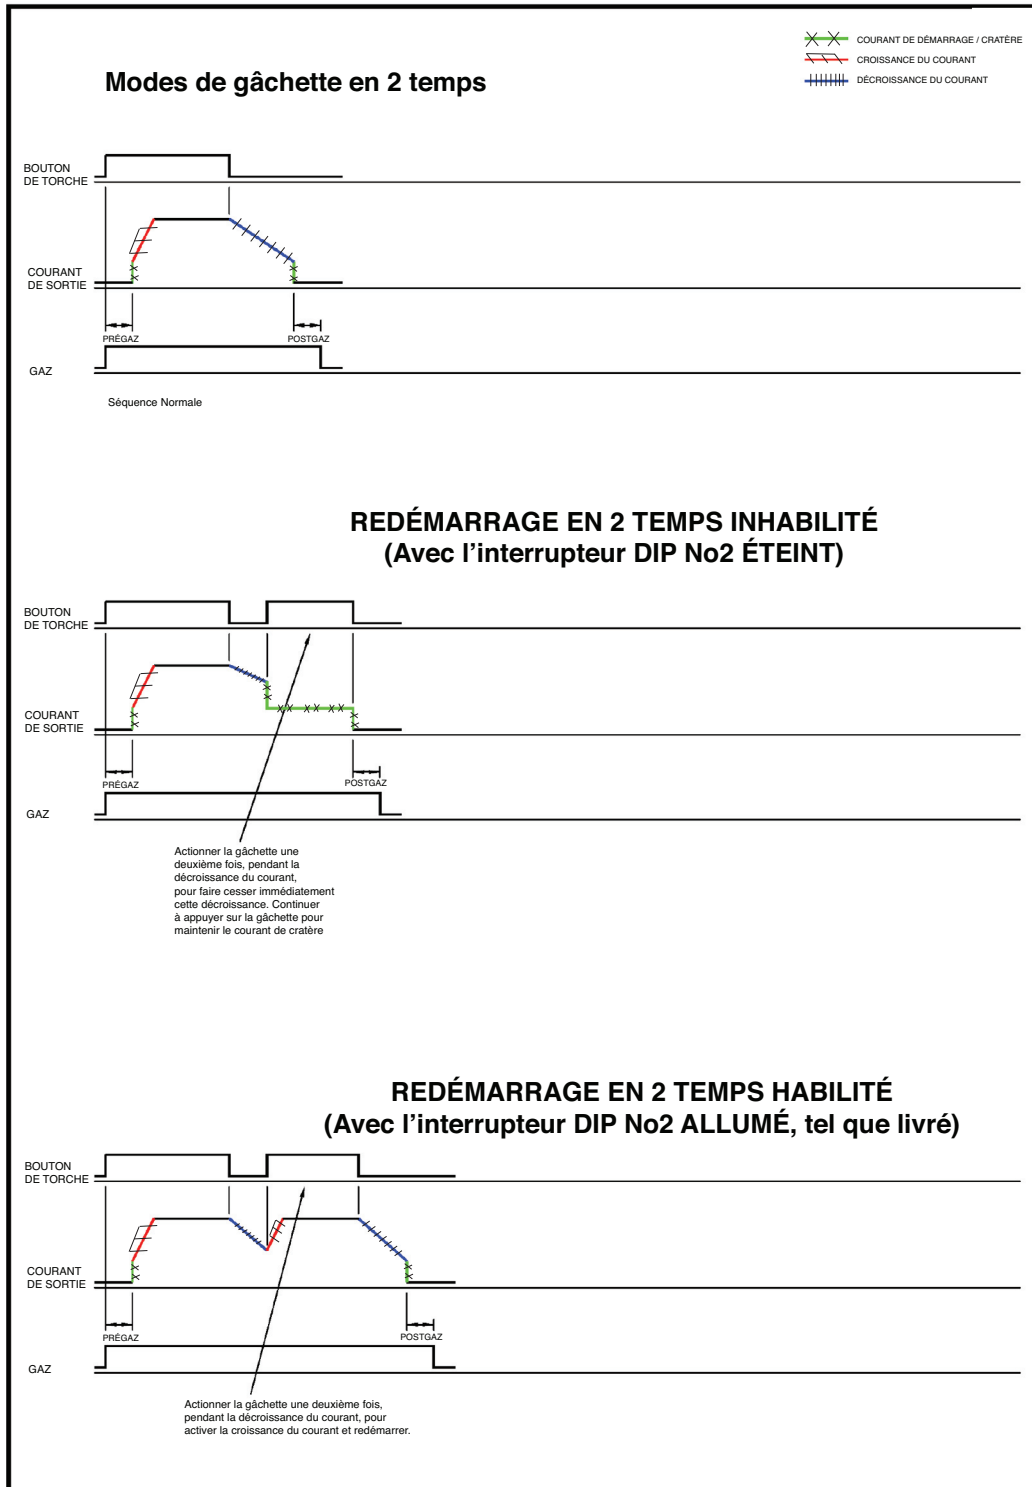 COURANT DE DÉMARRAGE / CRATÈRE
CROISSANCE DU COURANT
DÉCROISSANCE DU COURANT
Modes de gâchette en 2 temps
BOUTON
DE TORCHE
COURANT
DE SORTIE
PRÉGAZ
POSTGAZ
GAZ
Séquence Normale
REDÉMARRAGE EN 2 TEMPS INHABILITÉ
(Avec l'interrupteur DIP No2 ÉTEINT)
BOUTON
DE TORCHE
COURANT
DE SORTIE
PRÉGAZ
POSTGAZ
GAZ
Actionner la gâchette une
deuxième fois, pendant la
décroissance du courant,
pour faire cesser immédiatement
cette décroissance. Continuer
à appuyer sur la gâchette pour
maintenir le courant de cratère
REDÉMARRAGE EN 2 TEMPS HABILITÉ
(Avec l'interrupteur DIP No2 ALLUMÉ, tel que livré)
BOUTON
DE TORCHE
COURANT
DE SORTIE
PRÉGAZ
POSTGAZ
GAZ
Actionner la gâchette une deuxième fois,
pendant la décroissance du courant, pour
activer la croissance du courant et redémarrer.